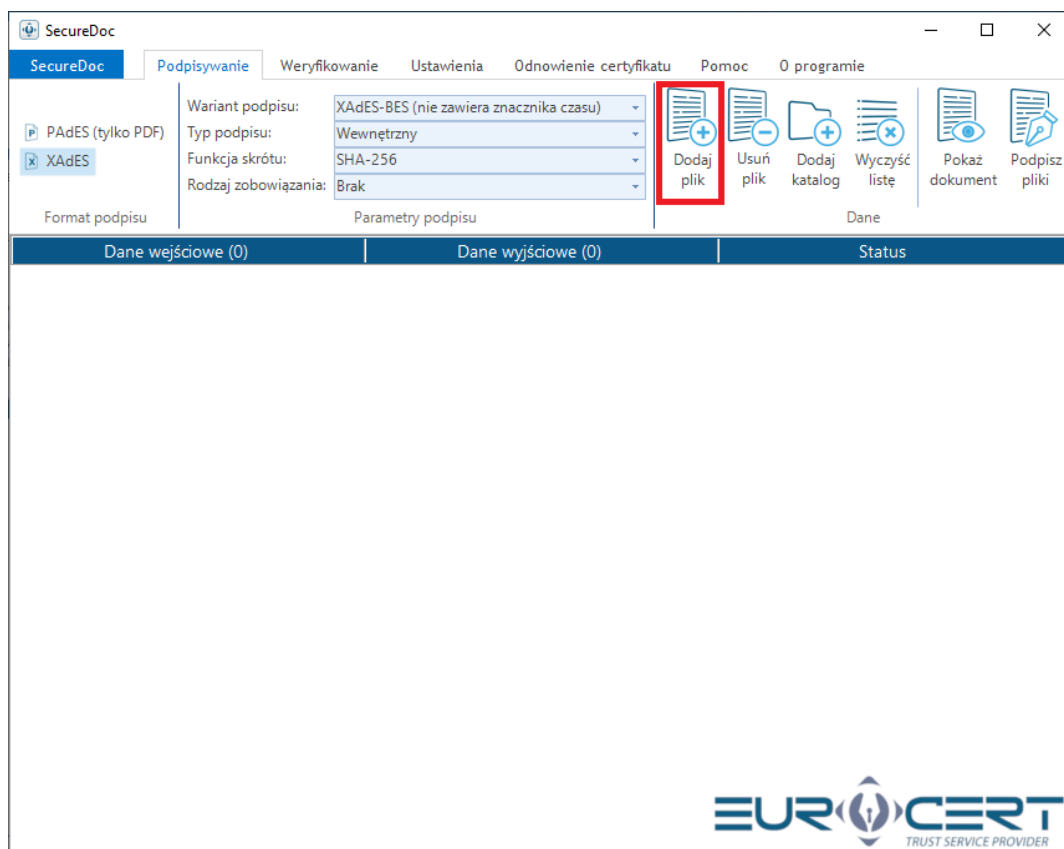 SecureDoc
SecureDoc Podpisywanie Weryfikowanie Ustawienia Odnowienie certyfikatu Pomoc O programie
PAdES (tylko PDF)
XAdES
Format podpisu
Wariant podpisu: XAdES-BES (nie zawiera znacznika czasu)
Typ podpisu: Wewnętrzny
Funkcja skrótu: SHA-256
Rodzaj zobowiązania: Brak
Parametry podpisu
Dodaj
plik
Usuń
plik
Dodaj
katalog
Wyczyść
listę
Pokaż
dokument
Podpisz
pliki
Dane
Dane wejściowe (0) Dane wyjściowe (0) Status
EUROCERT
TRUST SERVICE PROVIDER